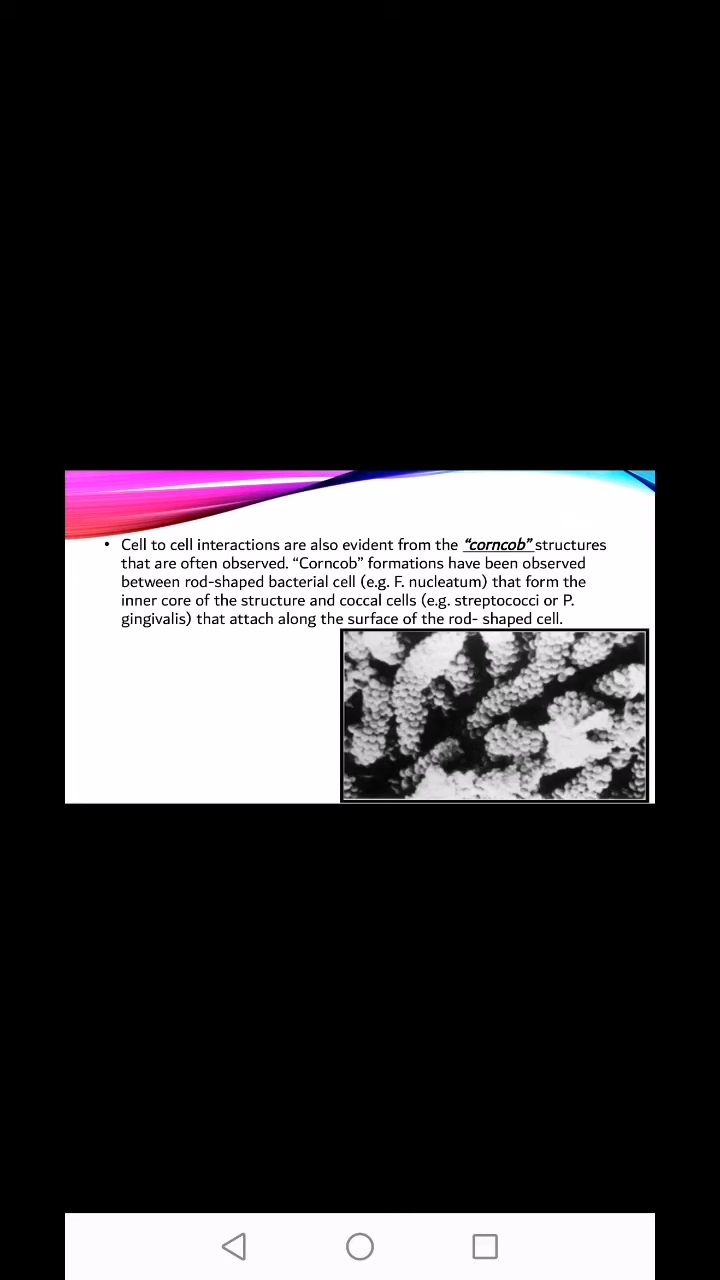 • Cell to cell interactions are also evident from the “corncob” structures
that are often observed. “Corncob” formations have been observed
between rod-shaped bacterial cell (e.g. F. nucleatum) that form the
inner core of the structure and coccal cells (e.g. streptococci or P.
gingivalis) that attach along the surface of the rod- shaped cell.